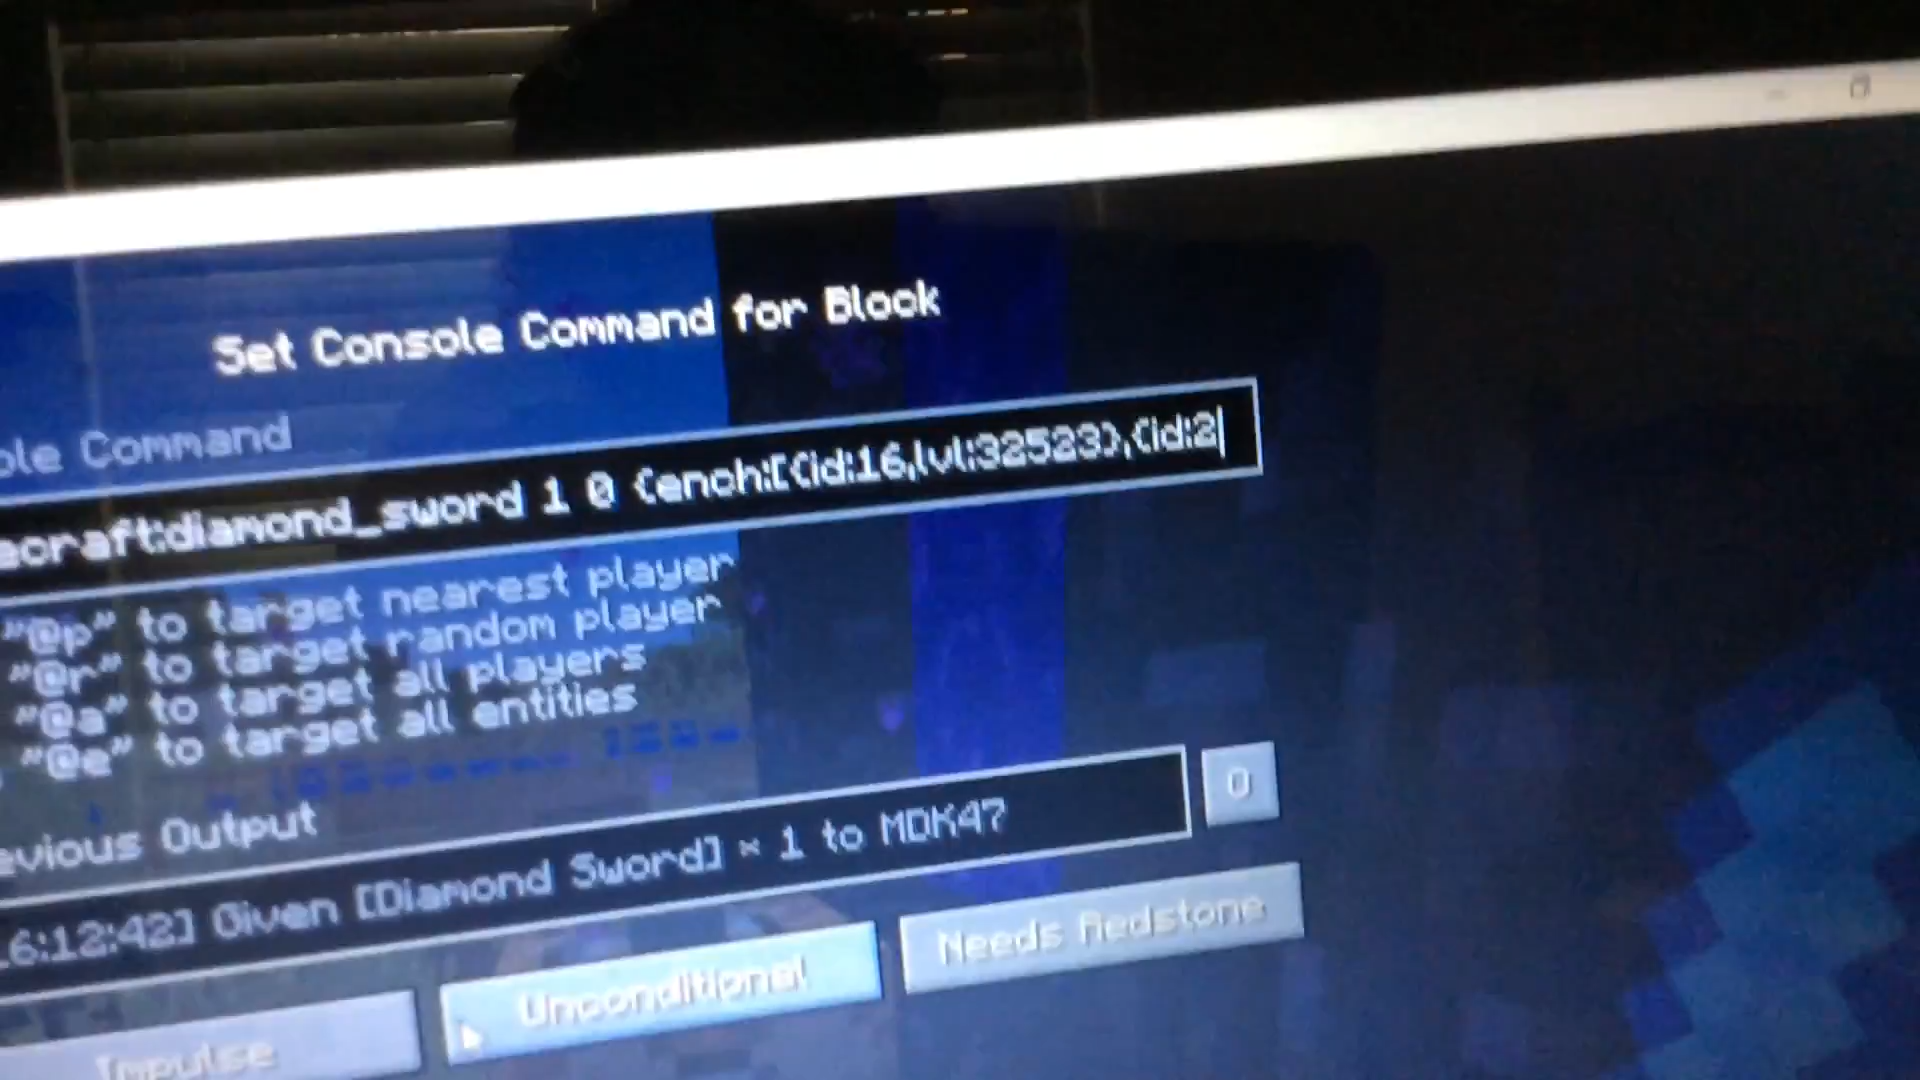 Set Console Command for Block
ole Command
ecraft:diamond_sword 1 0 {ench:[{id:16,lvl:32523},{id:2
"@p" to target nearest player
"@r" to target random player
"@a" to target all players
"@e" to target all entities
evious Output
6:12:42] Given [Diamond Sword] * 1 to MDK47
O
Impulse
Unconditional
Needs Redstone